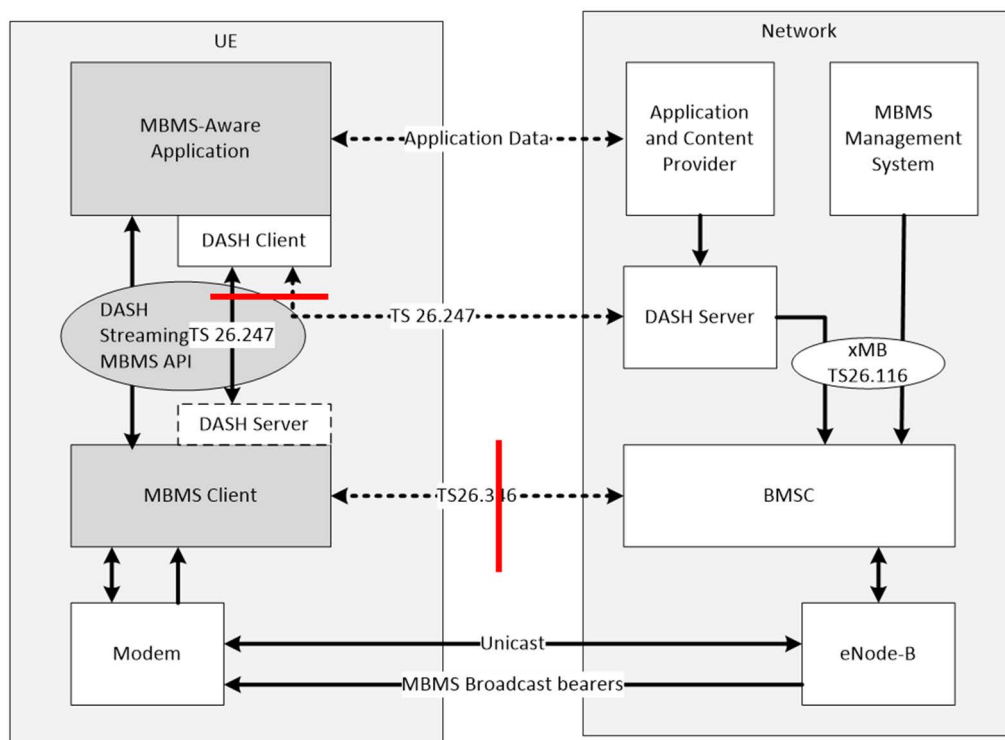 UE
Network
MBMS-Aware
Application
Application Data
Application
and Content
Provider
MBMS
Management
System
DASH Client
DASH
Streaming
MBMS API
TS 26.247
TS 26.247
DASH Server
xMB
TS26.116
DASH Server
MBMS Client
TS26.346
BMSC
Modem
Unicast
MBMS Broadcast bearers
eNode-B